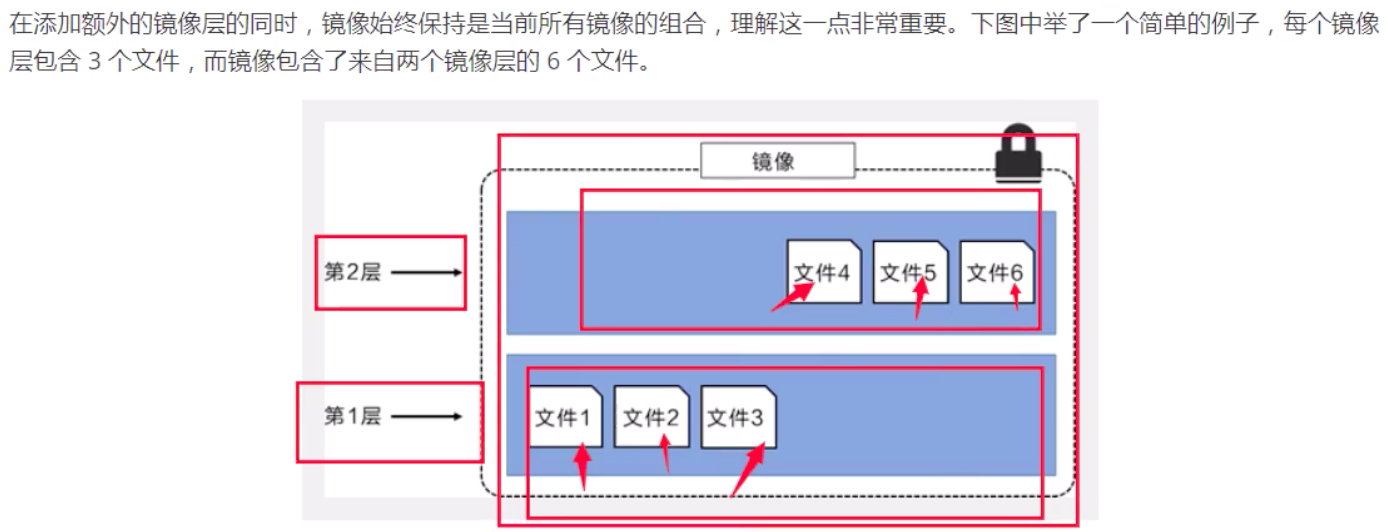 在添加额外的镜像层的同时，镜像始终保持是当前所有镜像的组合，理解这一点非常重要。下图中举了一个简单的例子，每个镜像
层包含 3 个文件，而镜像包含了来自两个镜像层的 6 个文件。
镜像
第2层
文件4
文件5
文件6
第1层
文件1
文件2
文件3